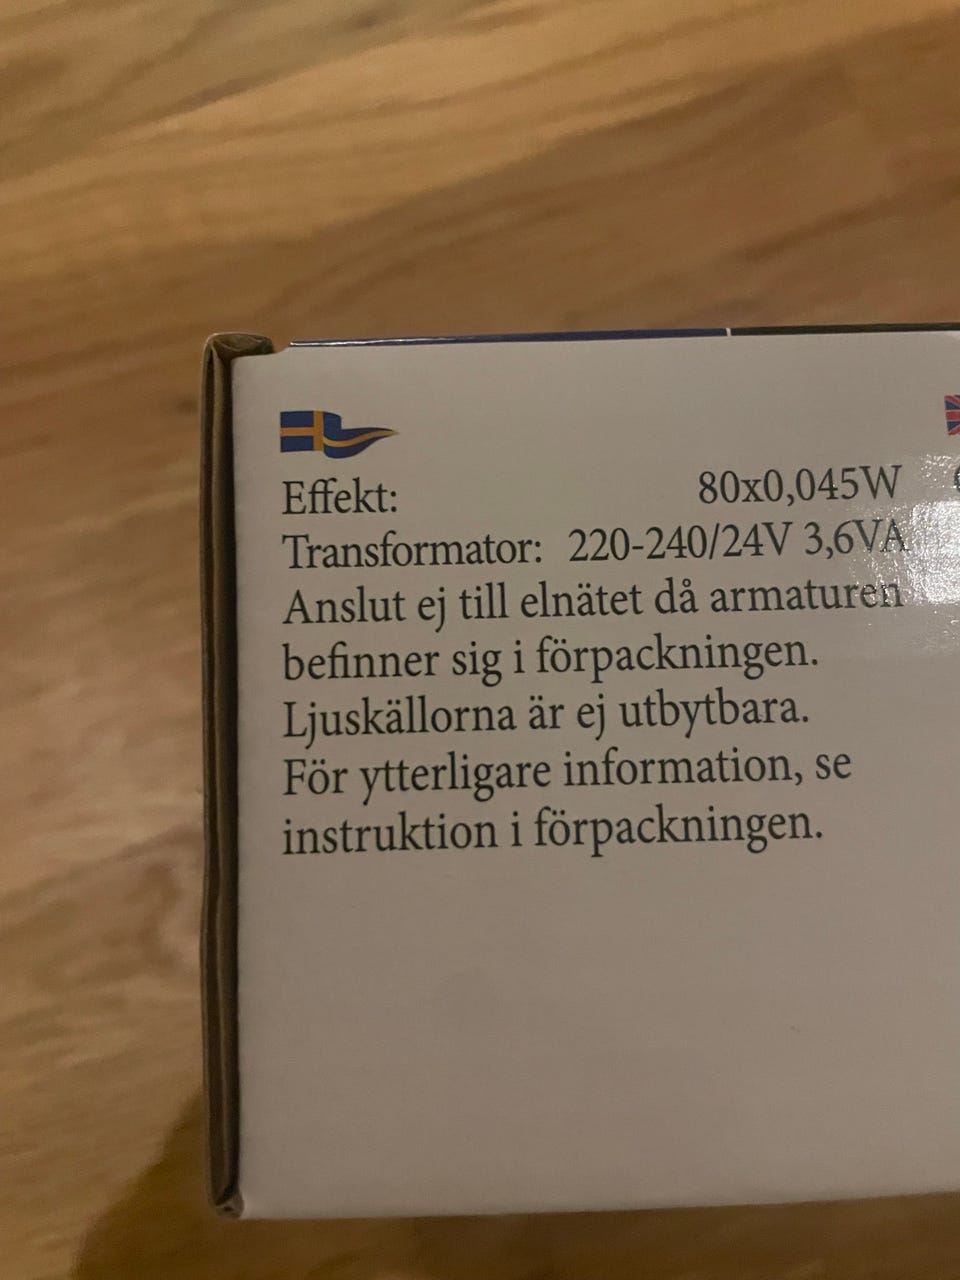 Effekt: 80x0,045W
Transformator: 220-240/24V 3,6VA
Anslut ej till elnätet då armaturen
befinner sig i förpackningen.
Ljuskällorna är ej utbytbara.
För ytterligare information, se
instruktion i förpackningen.